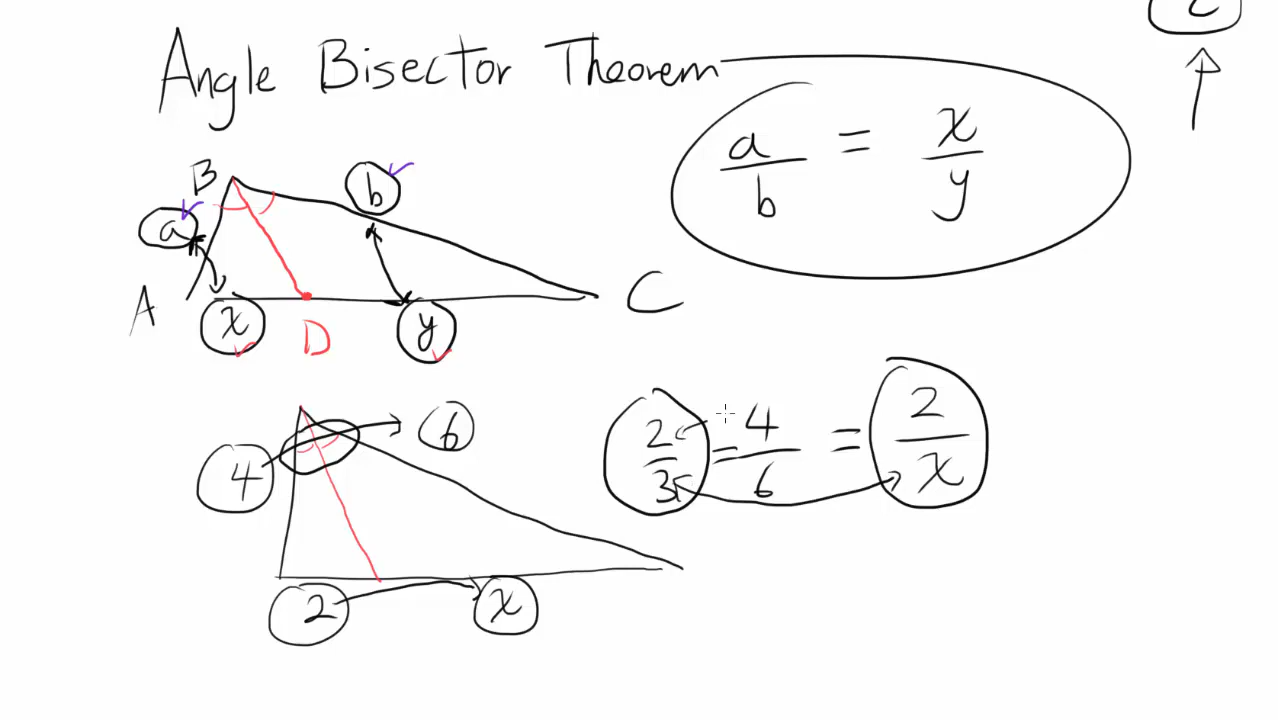 Angle Bisector Theorem
a/b = x/y
B
b
a
A
C
x
D
y
6
4
2/3 = 4/6 = 2/x
2
x